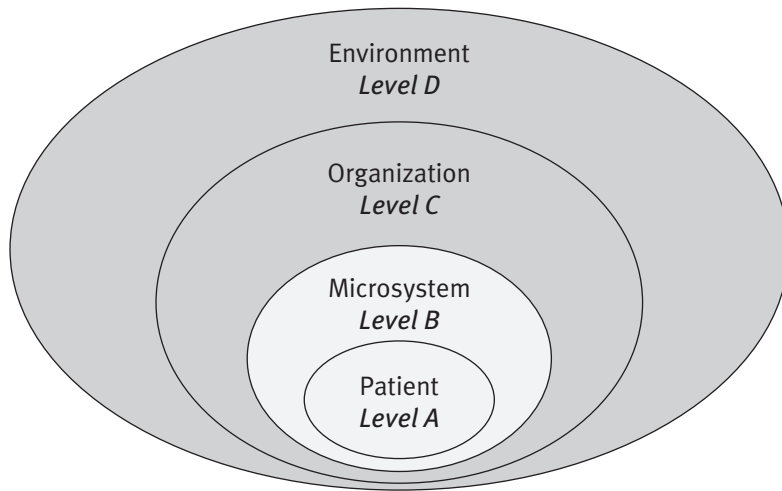 Environment
Level D
Organization
Level C
Microsystem
Level B
Patient
Level A